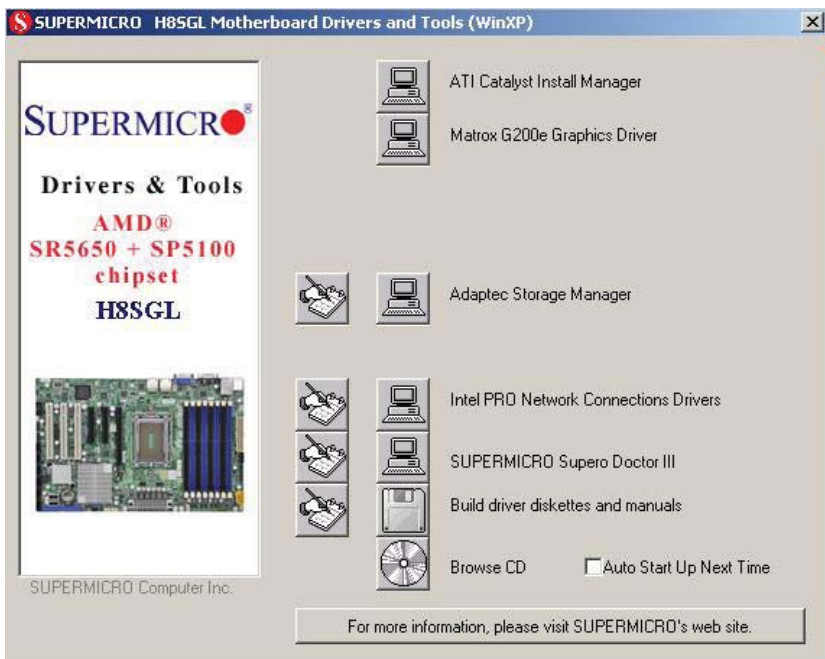 SUPERMICRO H8SGL Motherboard Drivers and Tools (WinXP)
SUPERMICRO®
Drivers & Tools
AMD®
SR5650 + SP5100
chipset
H8SGL
SUPERMICRO Computer Inc.
ATI Catalyst Install Manager
Matrox G200e Graphics Driver
Adaptec Storage Manager
Intel PRO Network Connections Drivers
SUPERMICRO Supero Doctor III
Build driver diskettes and manuals
Browse CD
Auto Start Up Next Time
For more information, please visit SUPERMICRO's web site.